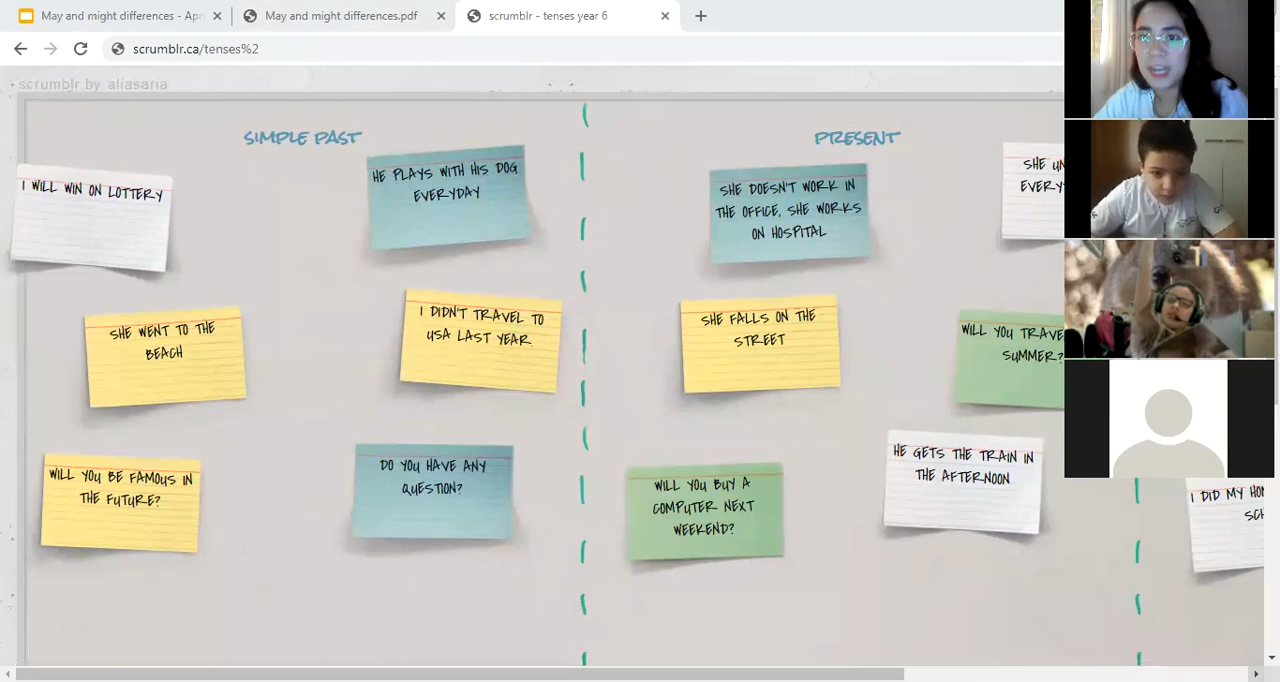 May and might differences - Apr
May and might differences.pdf
scrumblr - tenses year 6
scrumblr.ca/tenses%2
scrumblr by aliasaria
SIMPLE PAST
PRESENT
I WILL WIN ON LOTTERY
HE PLAYS WITH HIS DOG
EVERYDAY
SHE DOESN'T WORK IN
THE OFFICE, SHE WORKS
ON HOSPITAL
SHE
SHE WENT TO THE
BEACH
I DIDN'T TRAVEL TO
USA LAST YEAR.
SHE FALLS ON THE
STREET
WILL YOU
SUMMER?
WILL YOU BE FAMOUS IN
THE FUTURE?
DO YOU HAVE ANY
QUESTION?
WILL YOU BUY A
COMPUTER NEXT
WEEKEND?
HE GETS THE TRAIN IN
THE AFTERNOON
I DID MY